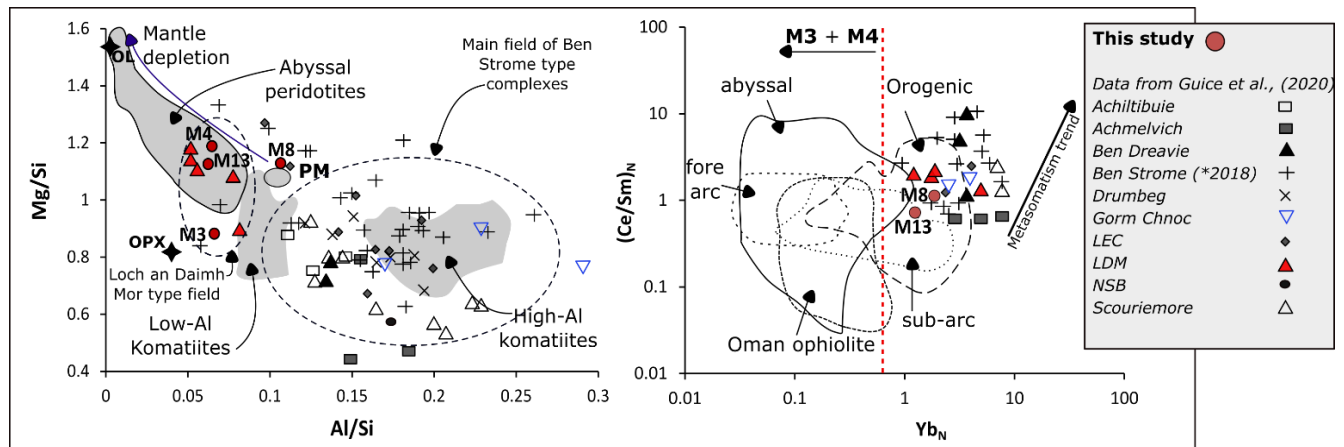 1.6
1.4
1.2
1
0.8
0.6
0.4
Mg/Si
0
0.05
0.1
0.15
0.2
0.25
0.3
Al/Si
OL
Mantle
depletion
Abyssal
peridotites
Main field of Ben
Strome type
complexes
M4
M13
M8
PM
M3
OPX
Loch an Daimh
Mor type field
Low-Al
Komatiites
High-Al
komatiites
100
10
1
0.1
0.01
(Ce/Sm)N
0.01
0.1
1
10
100
YbN
M3 + M4
abyssal
Orogenic
fore
arc
M8
M13
Metasomatism trend
sub-arc
Oman ophiolite
This study
Data from Guice et al., (2020)
Achiltibuie
Achmelvich
Ben Dreavie
Ben Strome (*2018)
Drumbeg
Gorm Chnoc
LEC
LDM
NSB
Scouriemore